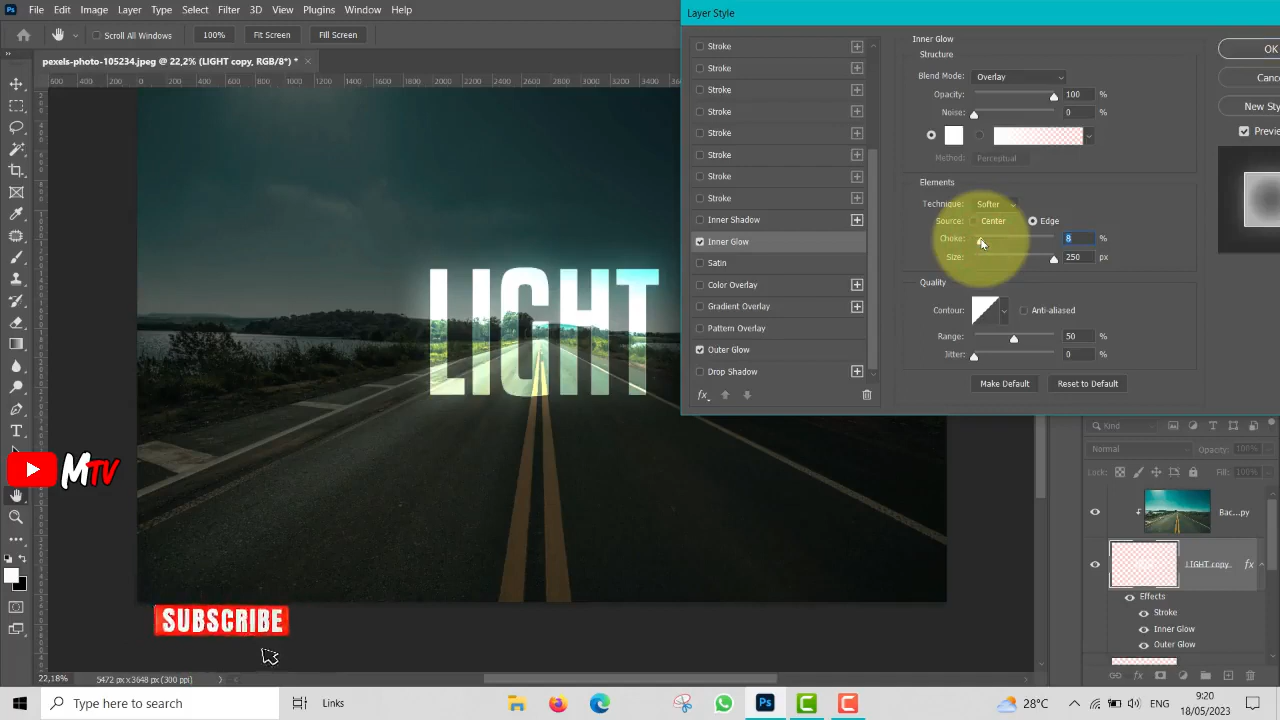 Ps File Edit Image Layer Type Select Filter 3D View Plugins Window Help
Layer Style
Scroll All Windows 100% Fit Screen Fill Screen
pexels-photo-105234.jpeg @ 22,2% (LIGHT copy, RGB/8*) *
Stroke
Stroke
Stroke
Stroke
Stroke
Stroke
Stroke
Stroke
Inner Shadow
Inner Glow
Satin
Color Overlay
Gradient Overlay
Pattern Overlay
Outer Glow
Drop Shadow
fx
Inner Glow
Structure
Blend Mode: Overlay
Opacity: 100 %
Noise: 0 %
Method: Perceptual
Elements
Technique: Softer
Source: Center Edge
Choke: 8 %
Size: 250 px
Quality
Contour: Anti-aliased
Range: 50 %
Jitter: 0 %
Make Default Reset to Default
OK
Canc
New Sty
Previe
LIGHT
MTV
SUBSCRIBE
Kind
Normal Opacity: 100%
Lock: Fill: 100%
Bac...py
LIGHT copy fx
Effects
Stroke
Inner Glow
Outer Glow
22,18% 5472 px x 3648 px (300 ppi)
Type here to search Links Ps 28°C ENG 9:20
18/05/2023